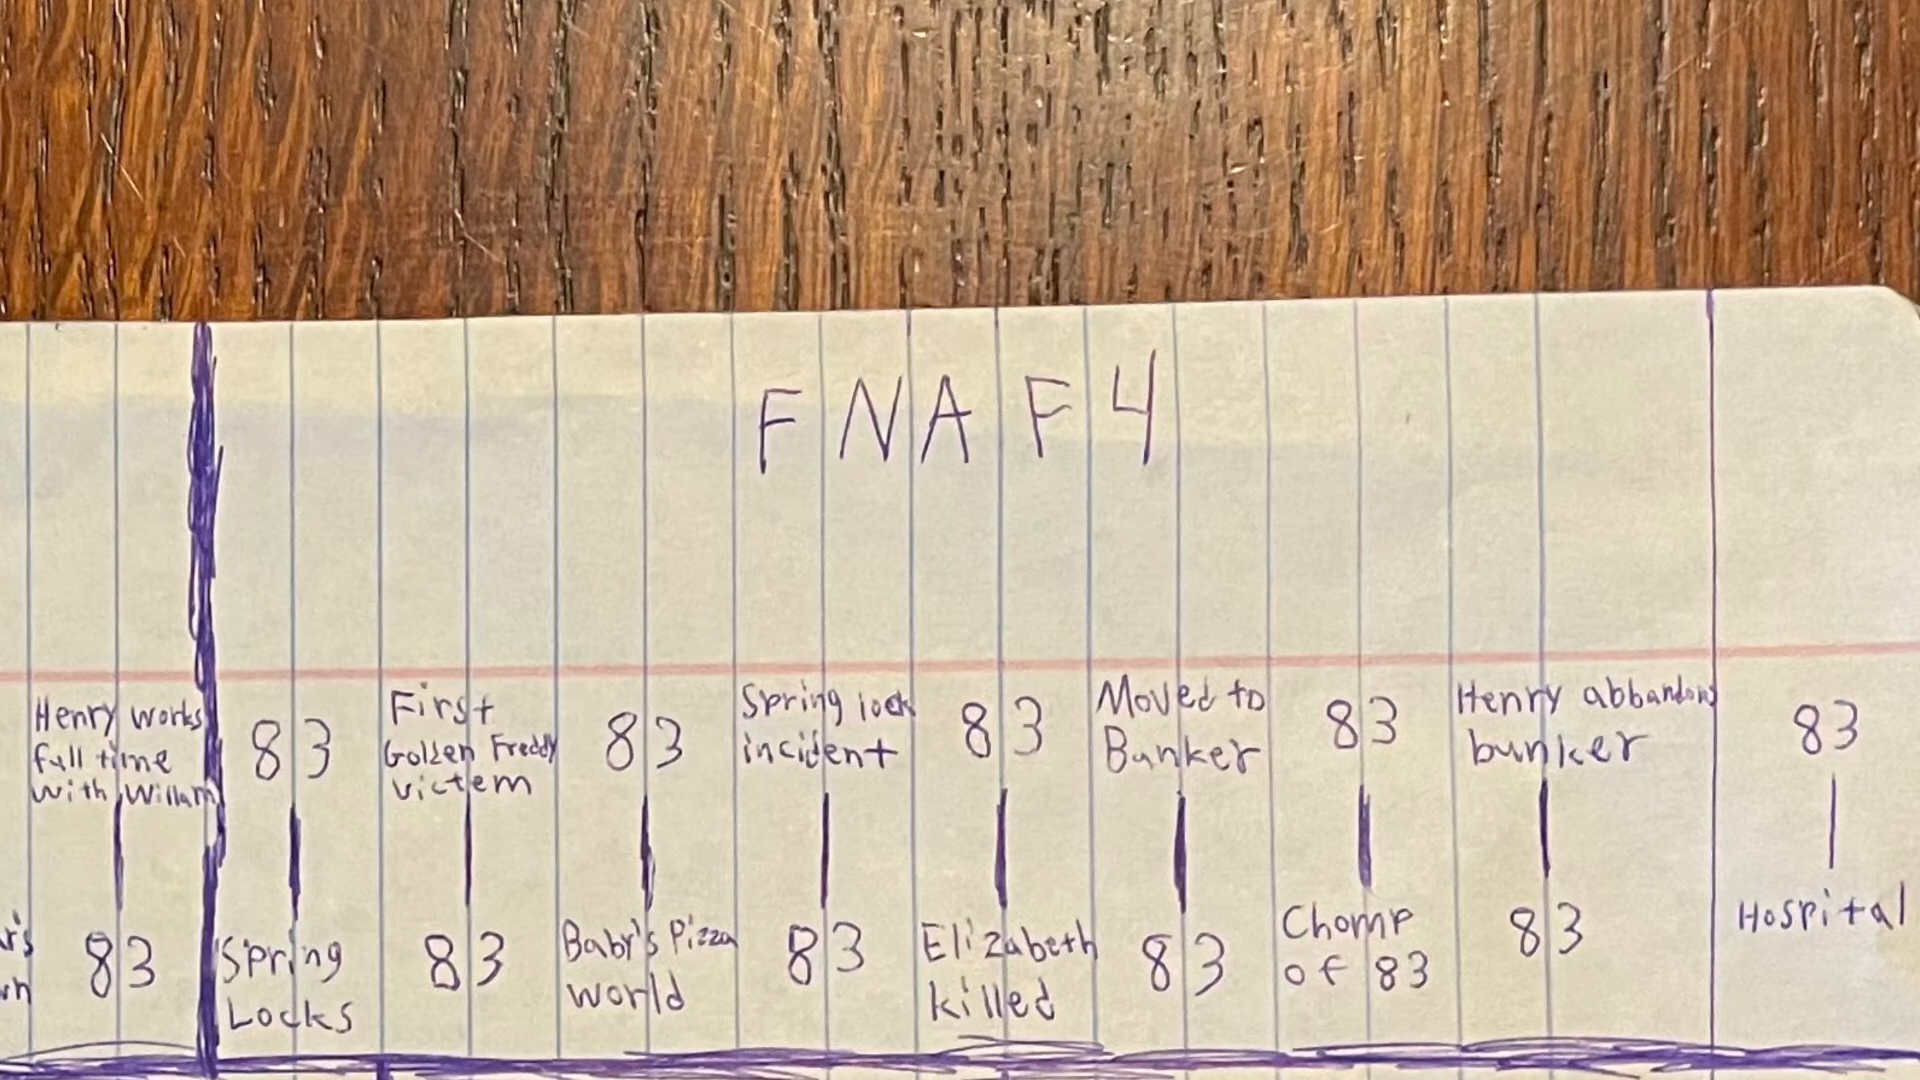 FNAF4
Henry works
full time
with Willam
83
83
Spring
Locks
First
Golden Freddy
victem
83
83
Baby's Pizza
world
Spring lock
incident
83
83
Elizabeth
killed
Moved to
Bunker
83
83
Chomp
of 83
Henry abbandons
bunker
83
83
Hospital